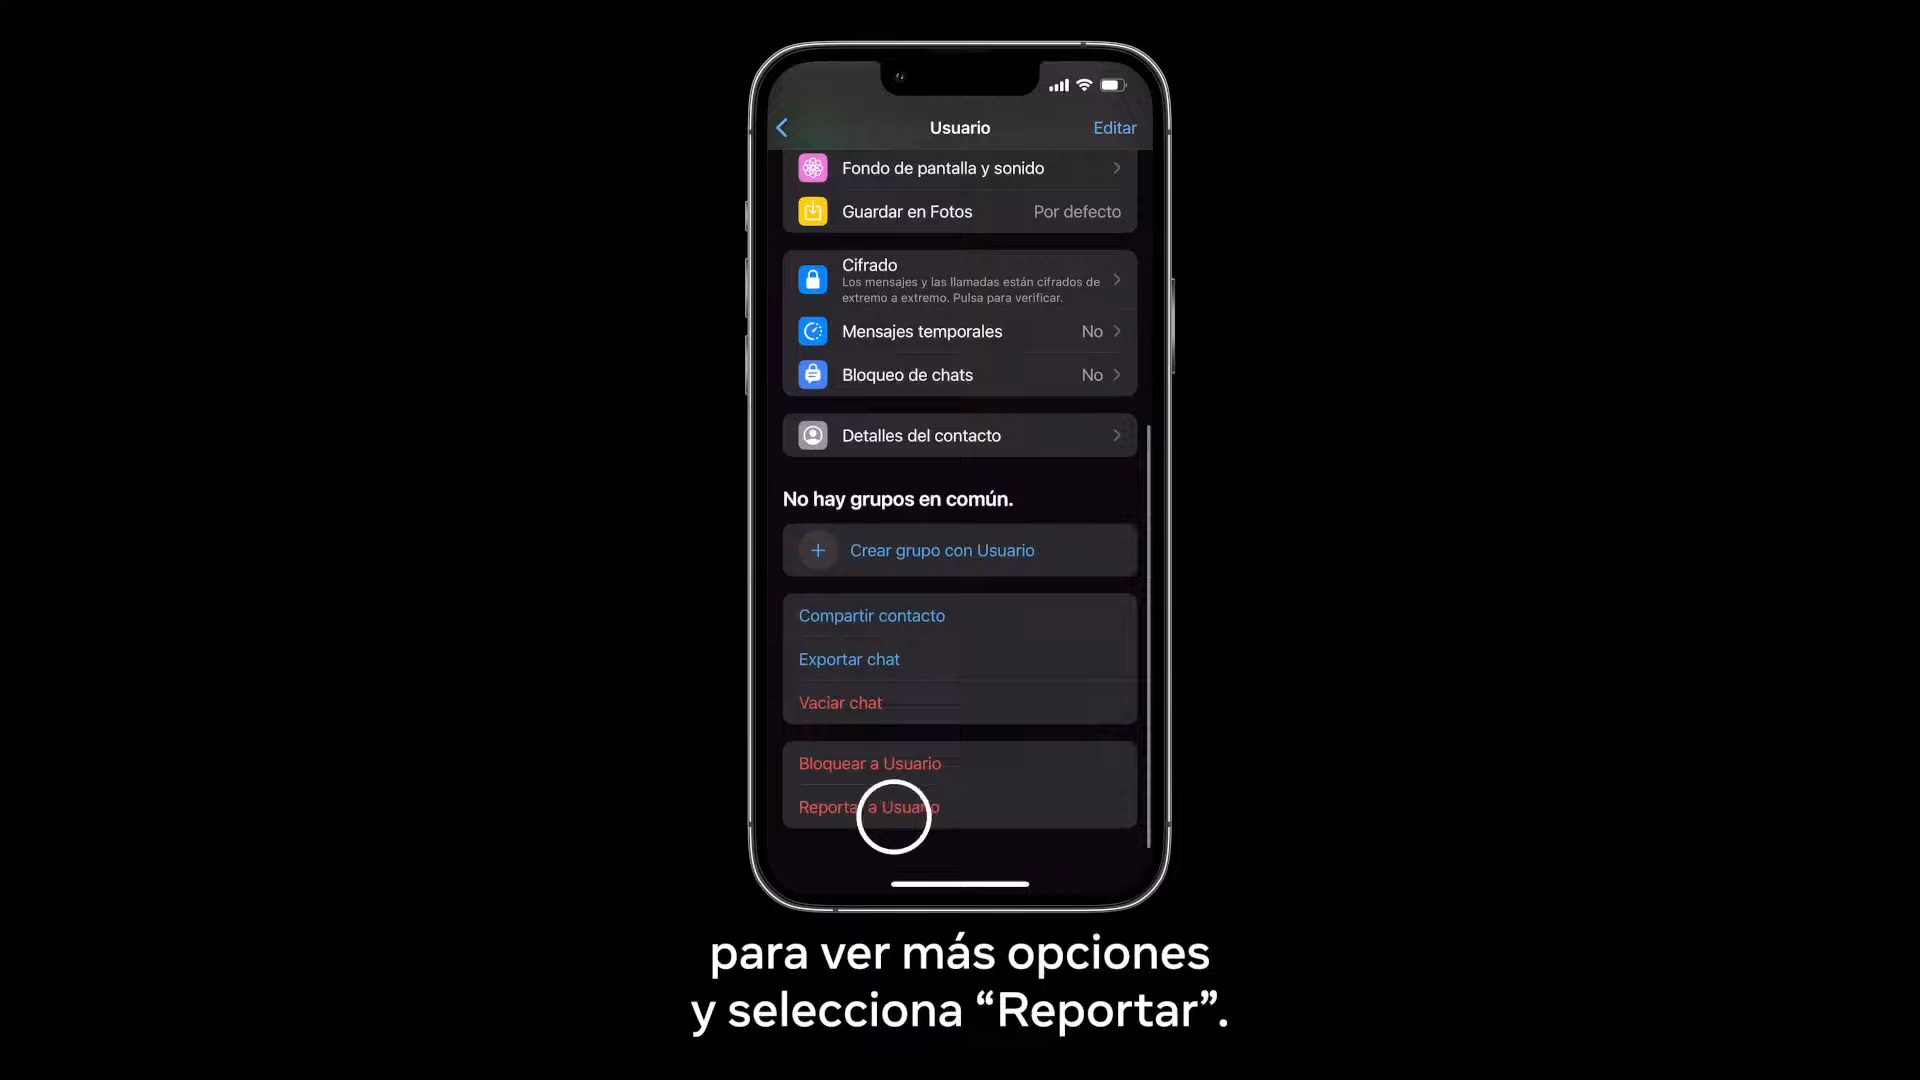 Usuario
Editar
Fondo de pantalla y sonido
Guardar en Fotos
Por defecto
Cifrado
Los mensajes y las llamadas están cifrados de
extremo a extremo. Pulsa para verificar.
Mensajes temporales
No
Bloqueo de chats
No
Detalles del contacto
No hay grupos en común.
Crear grupo con Usuario
Compartir contacto
Exportar chat
Vaciar chat
Bloquear a Usuario
Reportar a Usuario
para ver más opciones
y selecciona “Reportar”.